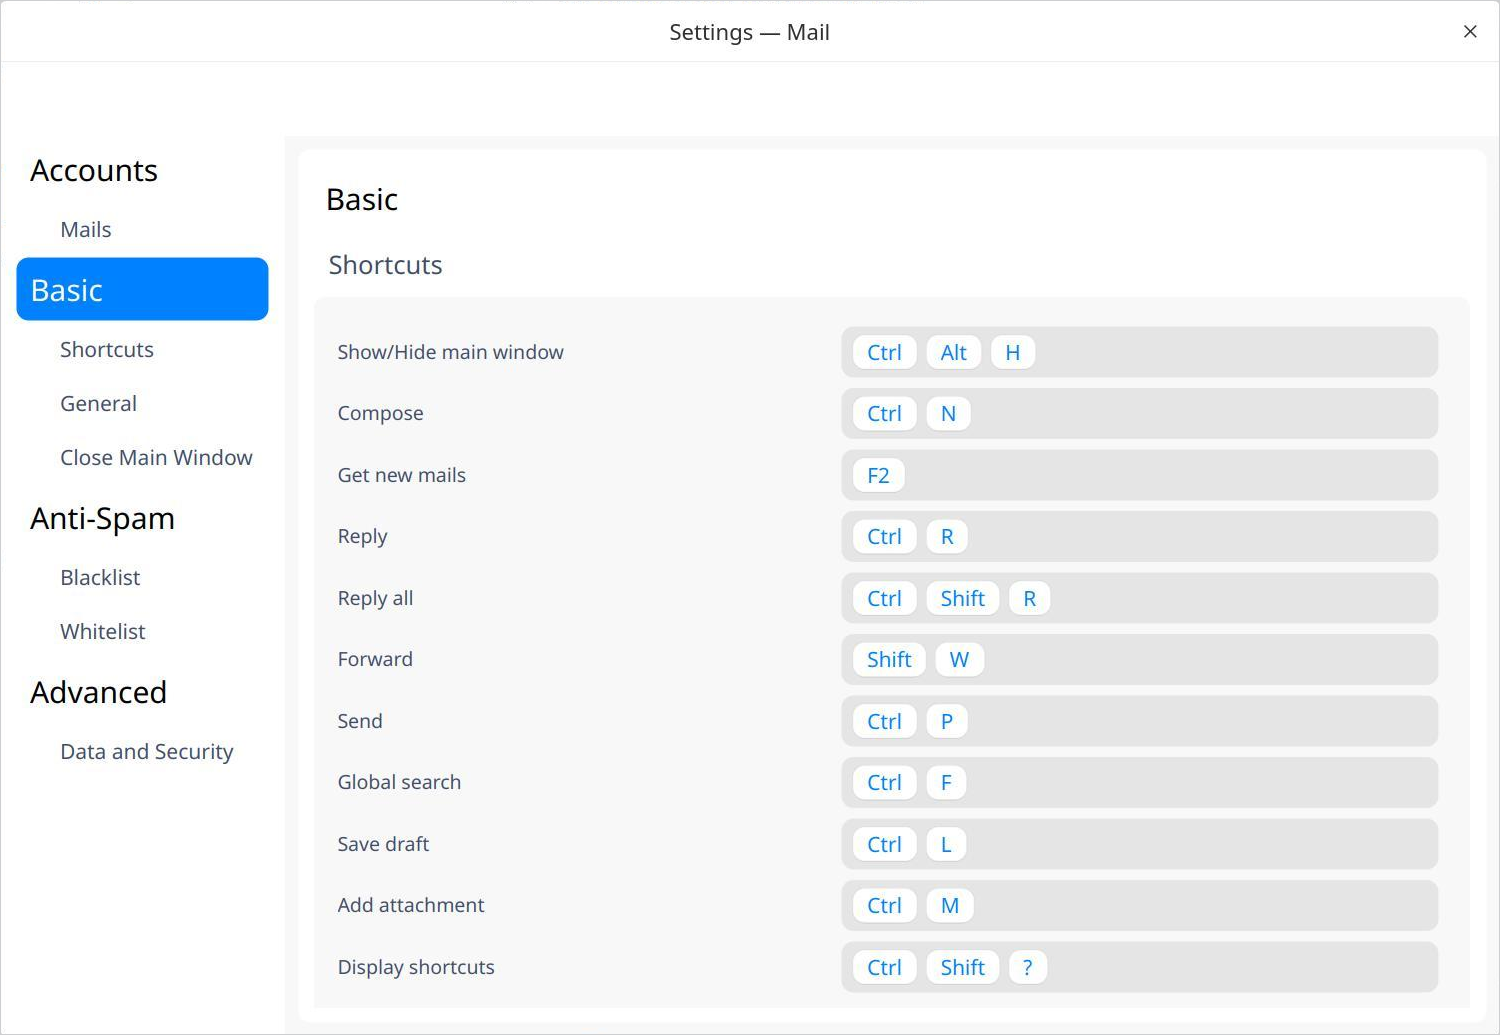 Settings — Mail
Accounts
Mails
Basic
Shortcuts
General
Close Main Window
Anti-Spam
Blacklist
Whitelist
Advanced
Data and Security
Basic
Shortcuts
Show/Hide main window Ctrl Alt H
Compose Ctrl N
Get new mails F2
Reply Ctrl R
Reply all Ctrl Shift R
Forward Shift W
Send Ctrl P
Global search Ctrl F
Save draft Ctrl L
Add attachment Ctrl M
Display shortcuts Ctrl Shift ?